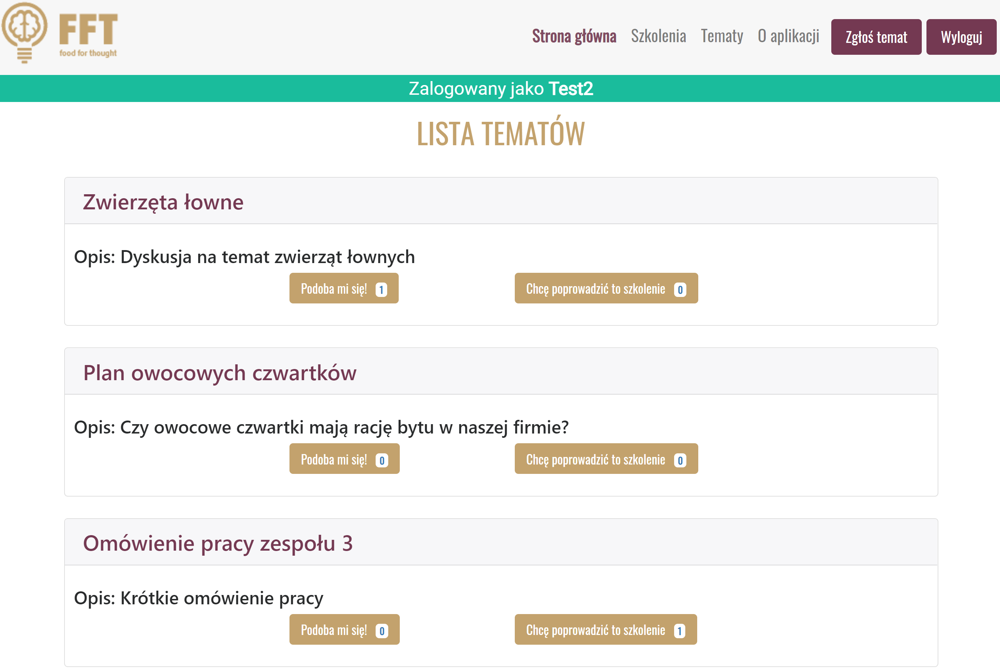 FFT
food for thought
Strona główna Szkolenia Tematy O aplikacji Zgłoś temat Wyloguj
Zalogowany jako Test2
LISTA TEMATÓW
Zwierzęta łowne
Opis: Dyskusja na temat zwierząt łownych
Podoba mi się! 1 Chcę poprowadzić to szkolenie 0
Plan owocowych czwartków
Opis: Czy owocowe czwartki mają rację bytu w naszej firmie?
Podoba mi się! 0 Chcę poprowadzić to szkolenie 0
Omówienie pracy zespołu 3
Opis: Krótkie omówienie pracy
Podoba mi się! 0 Chcę poprowadzić to szkolenie 1